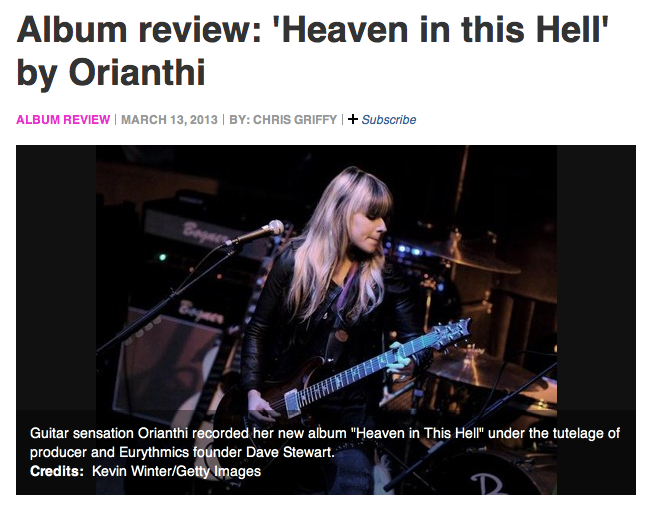 Album review: 'Heaven in this Hell'
by Orianthi
ALBUM REVIEW | MARCH 13, 2013 | BY: CHRIS GRIFFY | + Subscribe
Bogner
Bogner
Guitar sensation Orianthi recorded her new album "Heaven in This Hell" under the tutelage of
producer and Eurythmics founder Dave Stewart.
Credits: Kevin Winter/Getty Images